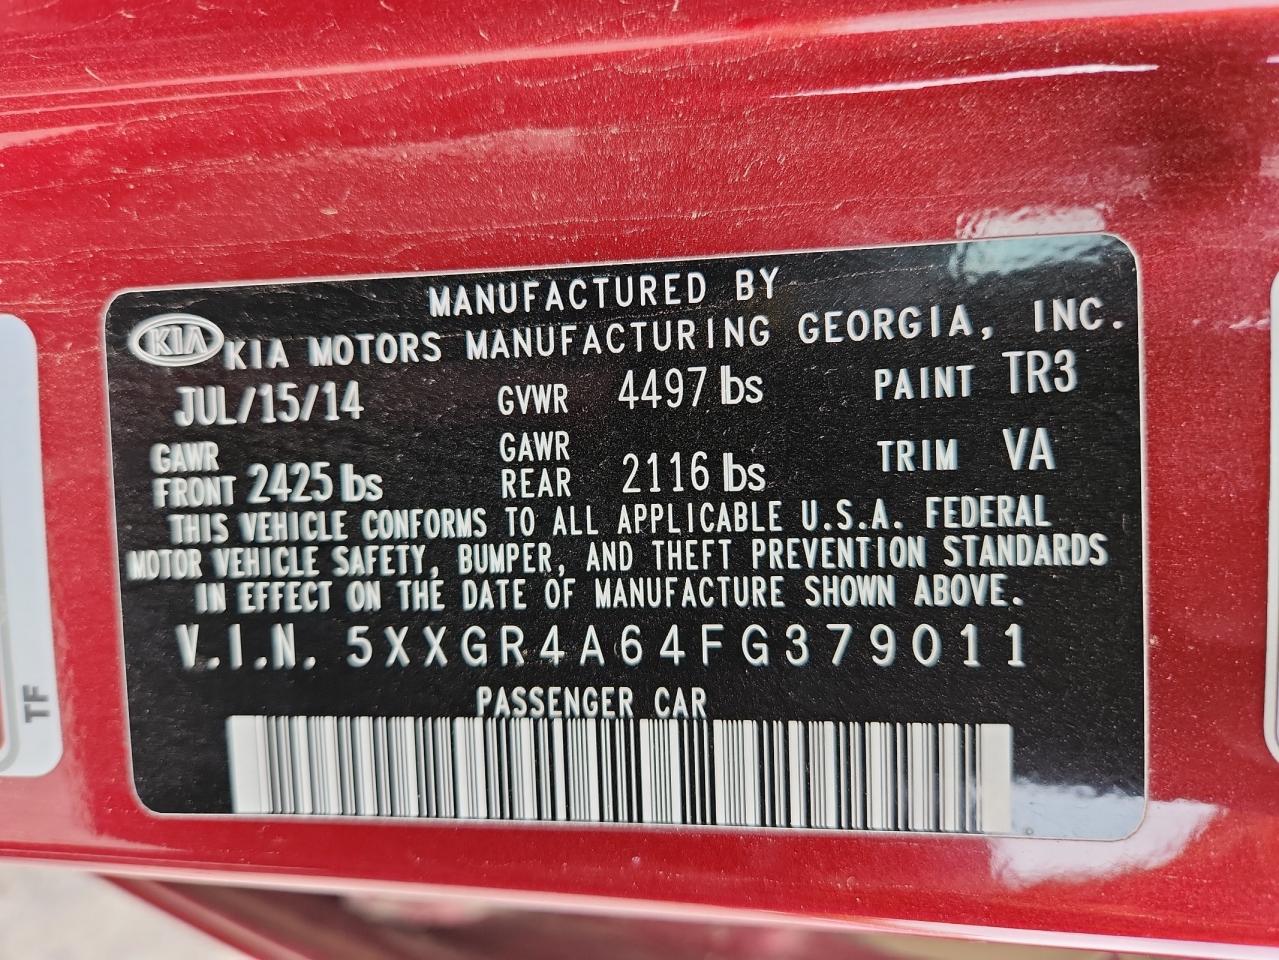 MANUFACTURED BY
KIA KIA MOTORS MANUFACTURING GEORGIA, INC.
JUL/15/14 GVWR 4497 lbs PAINT TR3
GAWR FRONT 2425 lbs GAWR REAR 2116 lbs TRIM VA
THIS VEHICLE CONFORMS TO ALL APPLICABLE U.S.A. FEDERAL
MOTOR VEHICLE SAFETY, BUMPER, AND THEFT PREVENTION STANDARDS
IN EFFECT ON THE DATE OF MANUFACTURE SHOWN ABOVE.
V.I.N. 5XXGR4A64FG379011
PASSENGER CAR
TF